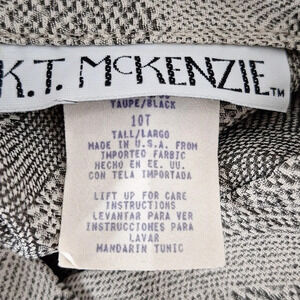 K.T. MCKENZIE™
TAUPE/BLACK
10T
TALL/LARGO
MADE IN U.S.A. FROM
IMPORTED FARBIC
HECHO EN EE. UU.
CON TELA IMPORTADA
LIFT UP FOR CARE
INSTRUCTIONS
LEVANTAR PARA VER
INSTRUCCIONES PARA
LAVAR
MANDARIN TUNIC